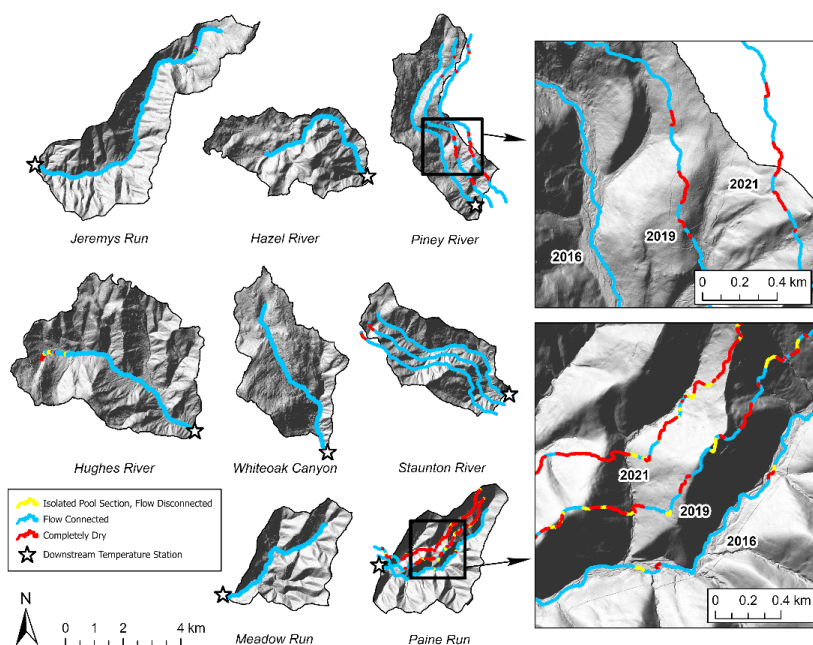 Jeremys Run
Hazel River
Piney River
2021
2019
2016
0 0.2 0.4 km
Hughes River
Whiteoak Canyon
Staunton River
Isolated Pool Section, Flow Disconnected
Flow Connected
Completely Dry
Downstream Temperature Station
N
0 2 4 km
Meadow Run
Paine Run
2021
2019
2016
0 0.2 0.4 km